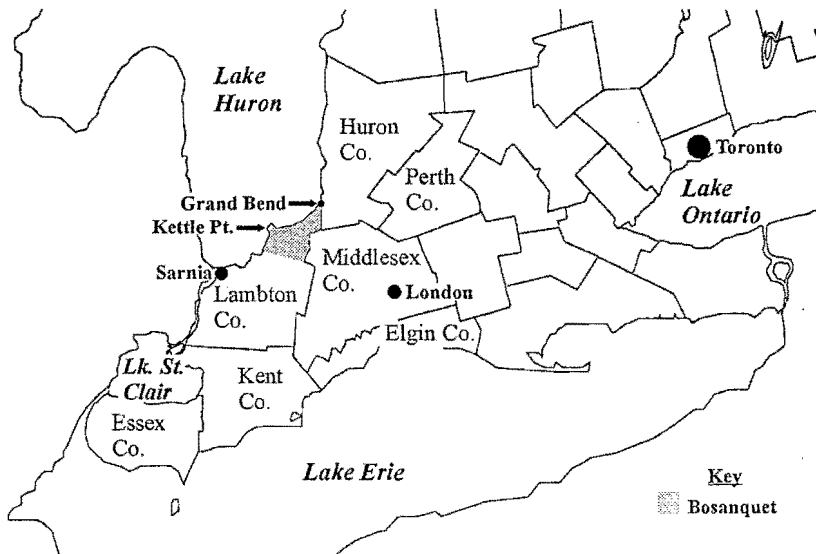 Lake
Huron
Huron
Co.
Toronto
Perth
Co.
Grand Bend
Lake
Ontario
Kettle Pt.
Middlesex
Co.
Sarnia
Lambton
Co.
London
Elgin Co.
Lk. St.
Clair
Kent
Co.
Essex
Co.
Lake Erie
Key
Bosanquet